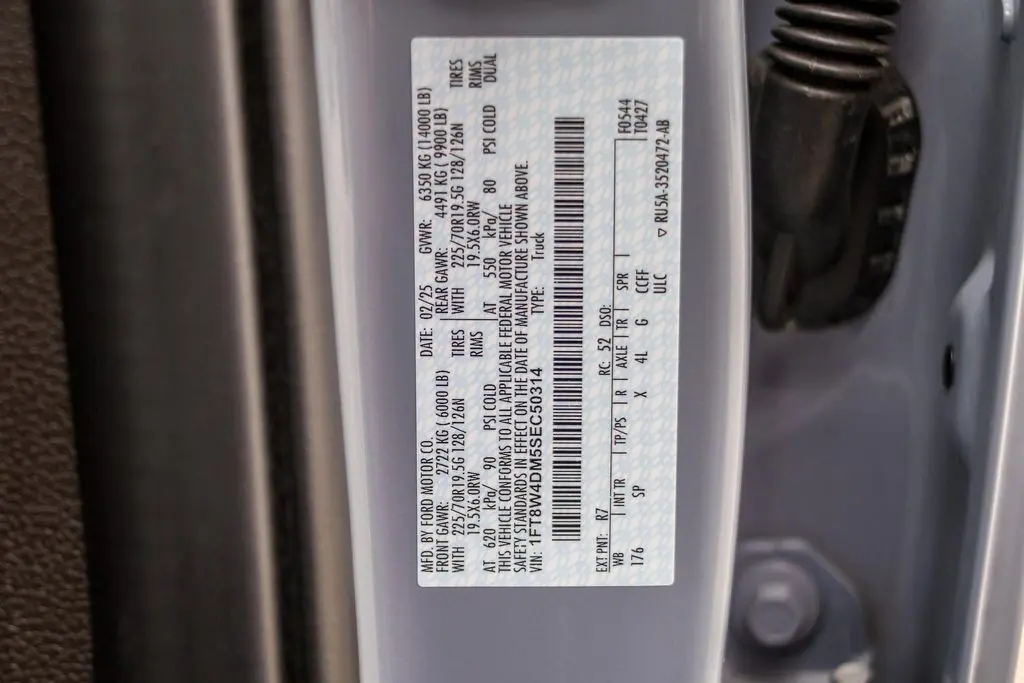 MFD. BY FORD MOTOR CO. DATE: 02/25 GVWR: 6350 KG (14000 LB)
FRONT GAWR: 2722 KG ( 6000 LB) REAR GAWR: 4491 KG ( 9900 LB)
WITH 225/70R19.5G 128/126N TIRES WITH 225/70R19.5G 128/126N TIRES
19.5X6.0RW RIMS 19.5X6.0RW RIMS
AT 620 kPa/ 90 PSI COLD AT 550 kPa/ 80 PSI COLD DUAL
THIS VEHICLE CONFORMS TO ALL APPLICABLE FEDERAL MOTOR VEHICLE
SAFETY STANDARDS IN EFFECT ON THE DATE OF MANUFACTURE SHOWN ABOVE.
VIN: 1FT8W4DM5SEC50314 TYPE: Truck
EXT PNT: R7 RC: 52 DSO: F0544
WB INT TR TP/PS R AXLE TR SPR T0427
176 SP X 4L G CCFF
ULC ▽ RU5A-3520472-AB